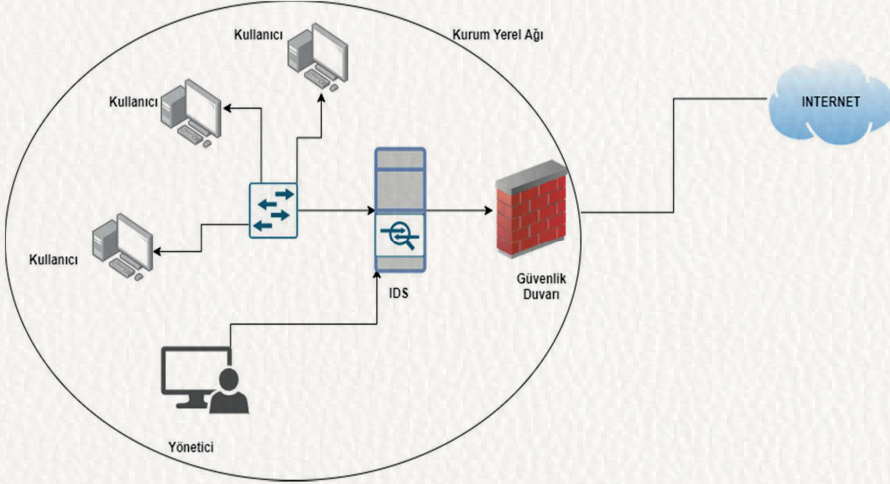 Kullanıcı
Kurum Yerel Ağı
Kullanıcı
INTERNET
Kullanıcı
IDS
Güvenlik
Duvarı
Yönetici